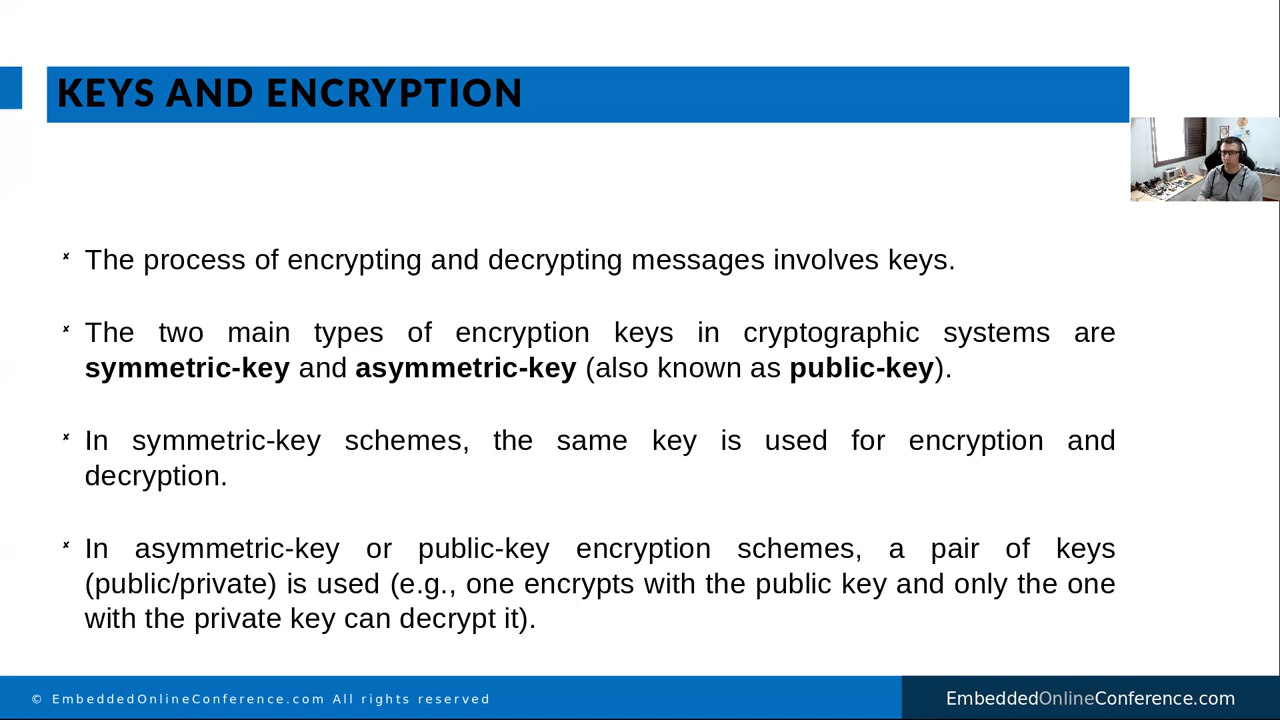 KEYS AND ENCRYPTION
The process of encrypting and decrypting messages involves keys.
The two main types of encryption keys in cryptographic systems are
symmetric-key and asymmetric-key (also known as public-key).
In symmetric-key schemes, the same key is used for encryption and
decryption.
In asymmetric-key or public-key encryption schemes, a pair of keys
(public/private) is used (e.g., one encrypts with the public key and only the one
with the private key can decrypt it).
© EmbeddedOnlineConference.com All rights reserved
EmbeddedOnlineConference.com